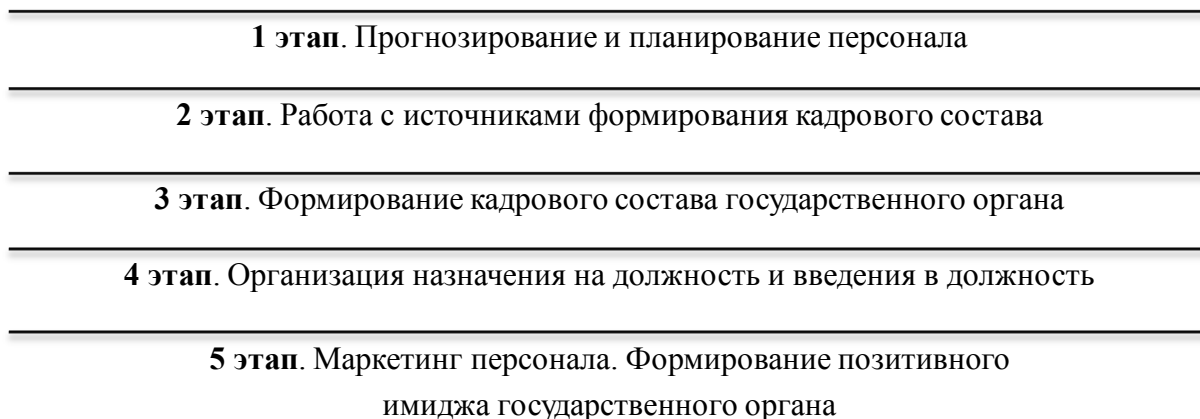 1 этап. Прогнозирование и планирование персонала
2 этап. Работа с источниками формирования кадрового состава
3 этап. Формирование кадрового состава государственного органа
4 этап. Организация назначения на должность и введения в должность
5 этап. Маркетинг персонала. Формирование позитивного
имиджа государственного органа